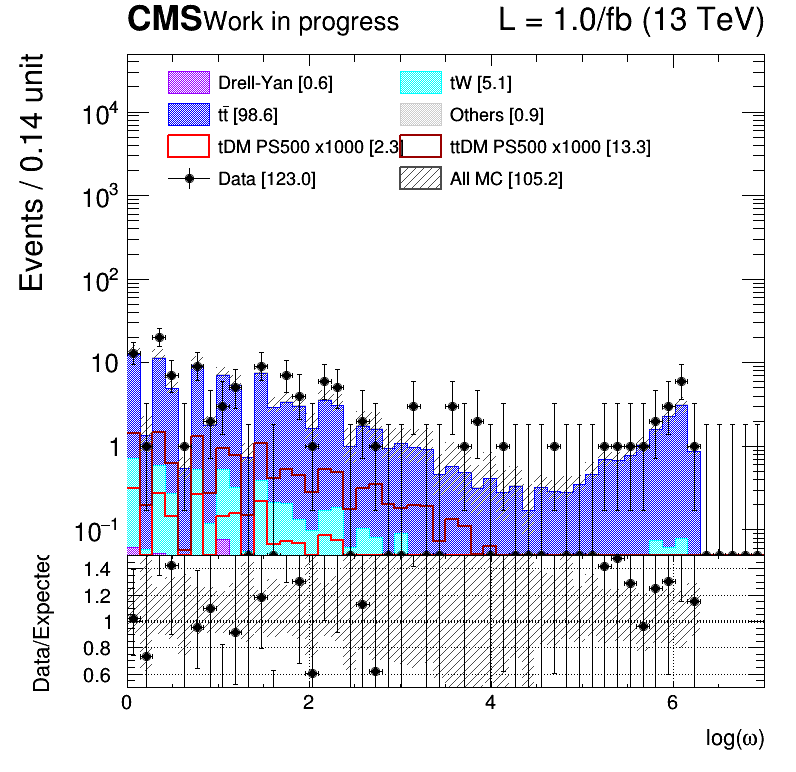 CMS Work in progress L = 1.0/fb (13 TeV)
Events / 0.14 unit
Drell-Yan [0.6] tW [5.1]
tt̄ [98.6] Others [0.9]
tDM PS500 x1000 [2.3 ttDM PS500 x1000 [13.3]
Data [123.0] All MC [105.2]
10⁴
10³
10²
10
1
10⁻¹
Data/Expected
1.4
1.2
1
0.8
0.6
0 2 4 6
log(ω)